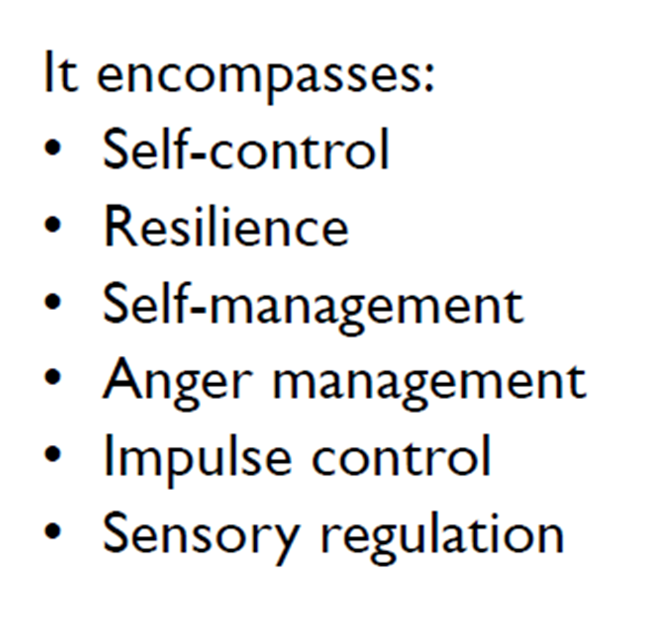 It encompasses:
• Self-control
• Resilience
• Self-management
• Anger management
• Impulse control
• Sensory regulation